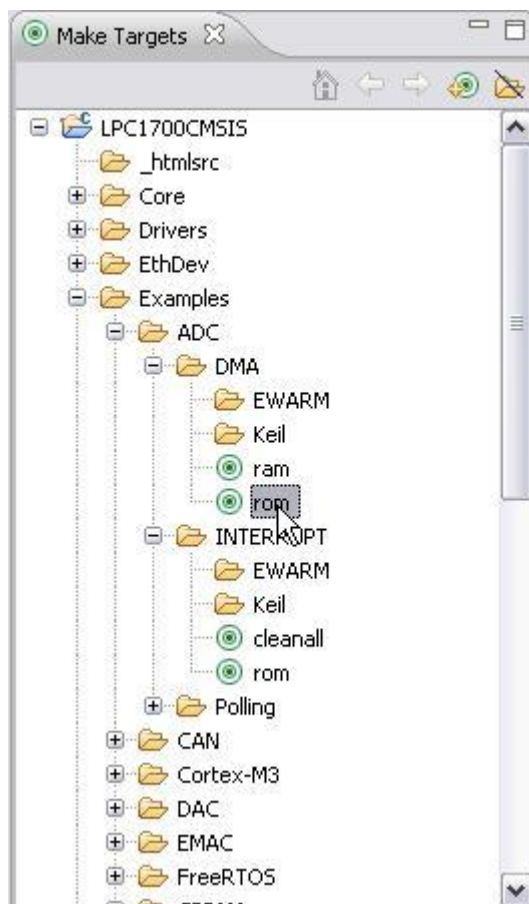 Make Targets
LPC1700CMSIS
_htmlsrc
Core
Drivers
EthDev
Examples
ADC
DMA
EWARM
Keil
ram
rom
INTERRUPT
EWARM
Keil
cleanall
rom
Polling
CAN
Cortex-M3
DAC
EMAC
FreeRTOS